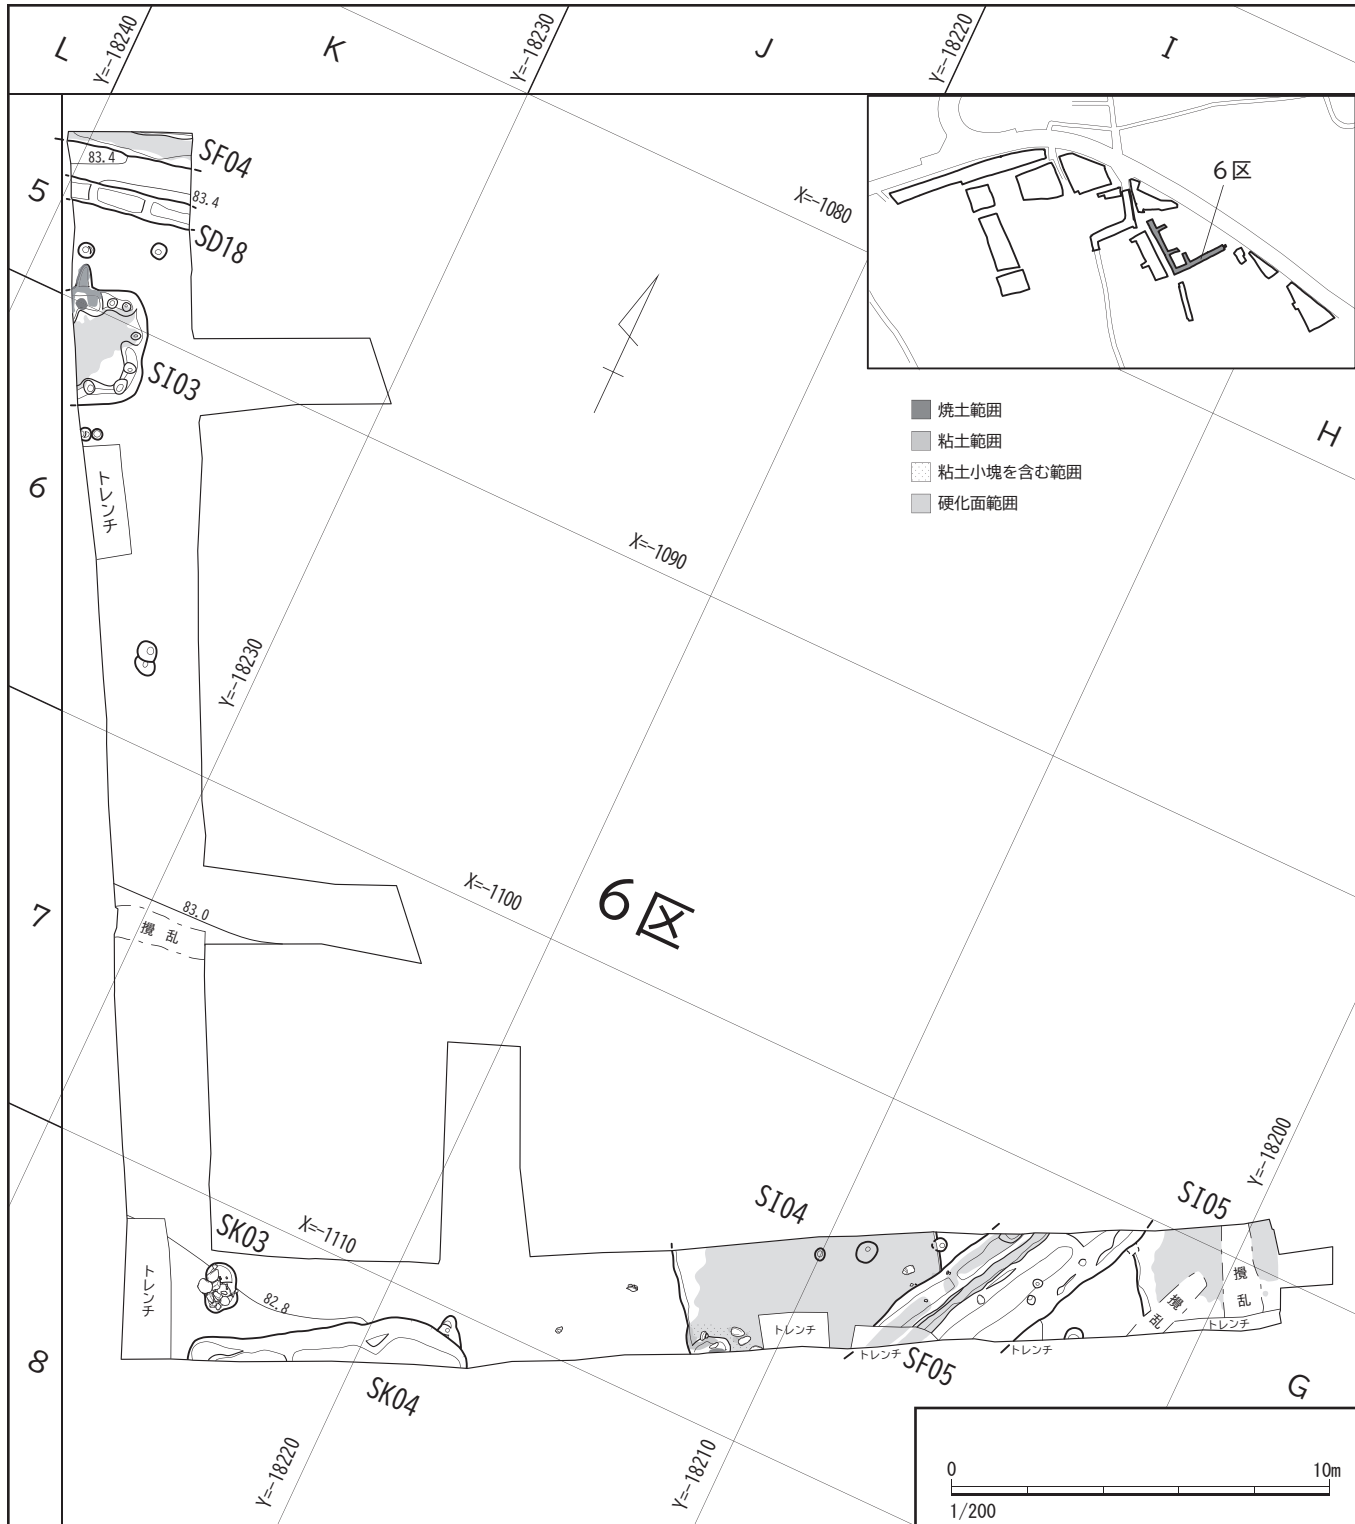 L
Y=-18240
K
Y=-18230
J
Y=-18220
I
5
83.4
SF04
83.4
SD18
X=-1080
6区
SI03
焼土範囲
粘土範囲
粘土小塊を含む範囲
硬化面範囲
H
6
トレンチ
X=-1090
Y=-18230
7
83.0
攪乱
X=-1100
6区
Y=-18200
SK03
X=-1110
SI04
SI05
トレンチ
82.8
トレンチ
攪乱
攪乱
トレンチ
トレンチ
SF05
トレンチ
8
SK04
G
Y=-18220
Y=-18210
0 10m
1/200